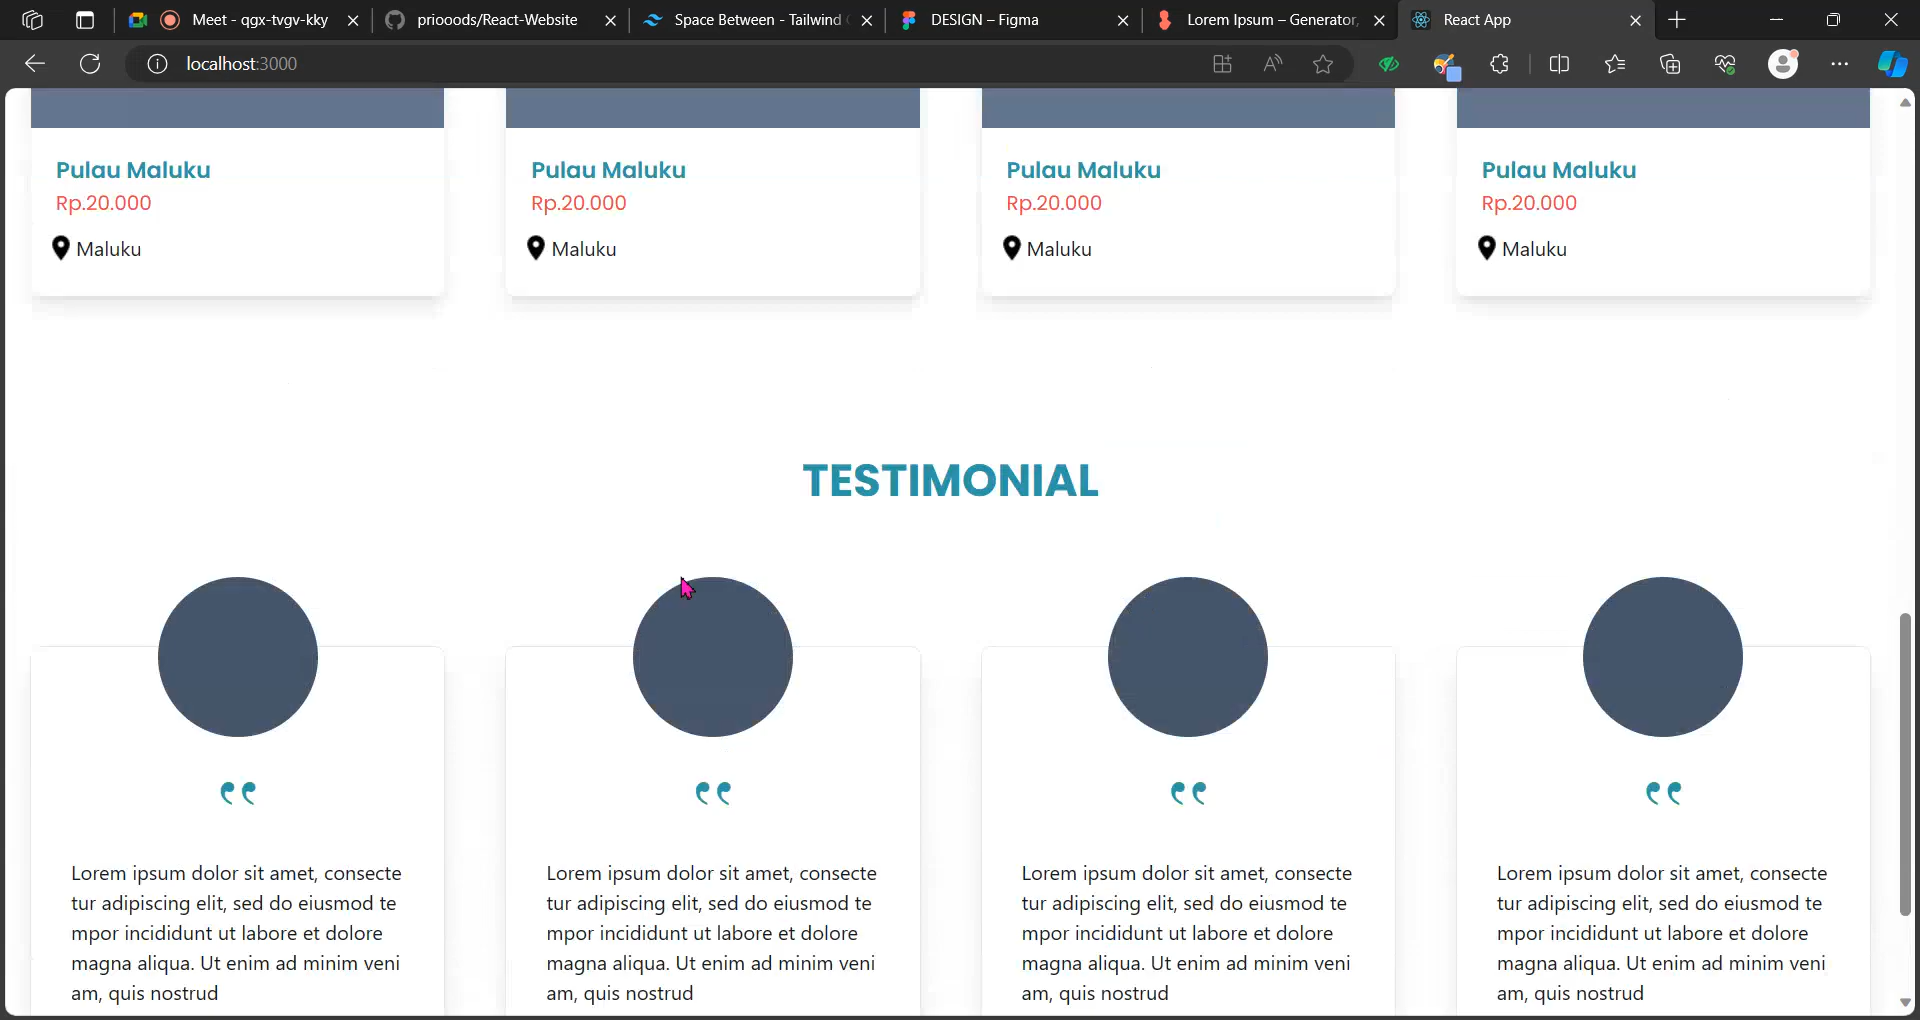 Meet - qgx-tvgv-kky
priooods/React-Website
Space Between - Tailwind
DESIGN – Figma
Lorem Ipsum – Generator,
React App
localhost:3000
Pulau Maluku
Rp.20.000
Maluku
Pulau Maluku
Rp.20.000
Maluku
Pulau Maluku
Rp.20.000
Maluku
Pulau Maluku
Rp.20.000
Maluku
TESTIMONIAL
Lorem ipsum dolor sit amet, consecte
tur adipiscing elit, sed do eiusmod te
mpor incididunt ut labore et dolore
magna aliqua. Ut enim ad minim veni
am, quis nostrud
Lorem ipsum dolor sit amet, consecte
tur adipiscing elit, sed do eiusmod te
mpor incididunt ut labore et dolore
magna aliqua. Ut enim ad minim veni
am, quis nostrud
Lorem ipsum dolor sit amet, consecte
tur adipiscing elit, sed do eiusmod te
mpor incididunt ut labore et dolore
magna aliqua. Ut enim ad minim veni
am, quis nostrud
Lorem ipsum dolor sit amet, consecte
tur adipiscing elit, sed do eiusmod te
mpor incididunt ut labore et dolore
magna aliqua. Ut enim ad minim veni
am, quis nostrud